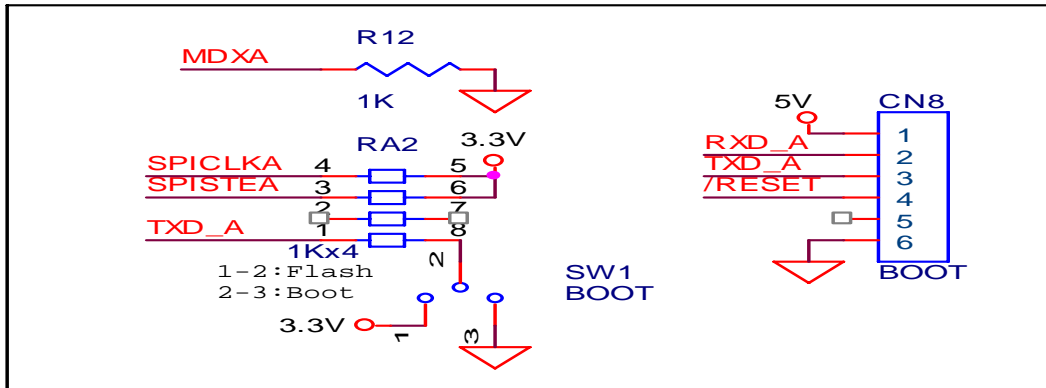 R12
MDXA
1K
RA2
3.3V
SPICLKA 4 5
SPISTEA 3 6
2 7
TXD_A 1 8
1Kx4
2
1-2:Flash
2-3:Boot
SW1
BOOT
3.3V
1
3
5V
CN8
1
RXD_A 2
TXD_A 3
/RESET 4
5
6
BOOT